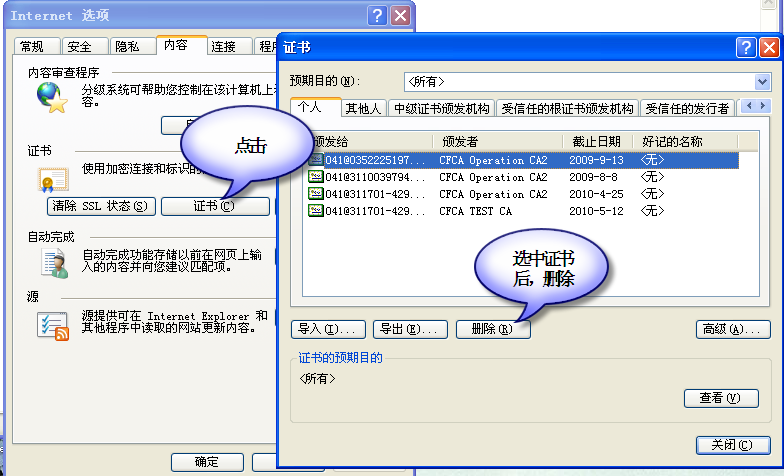 Internet 选项
常规 安全 隐私 内容 连接
内容审查程序
分级系统可帮助您控制在该计算机上
容。
证书
使用加密连接和标识的
清除 SSL 状态(S) 证书(C)
自动完成
自动完成功能存储以前在网页上输
入的内容并向您建议匹配项。
源
源提供可在 Internet Explorer 和
其他程序中读取的网站更新内容。
确定
点击
证书
预期目的(N): <所有>
个人 其他人 中级证书颁发机构 受信任的根证书颁发机构 受信任的发行者
颁发给 颁发者 截止日期 好记的名称
041@0352225197... CFCA Operation CA2 2009-9-13 <无>
041@3110039794... CFCA Operation CA2 2009-8-8 <无>
041@311701-429... CFCA Operation CA2 2010-4-25 <无>
041@311701-429... CFCA TEST CA 2010-5-12 <无>
选中证书
后，删除
导入(I)... 导出(E)... 删除(R) 高级(A)...
证书的预期目的
<所有>
查看(V)
关闭(C)